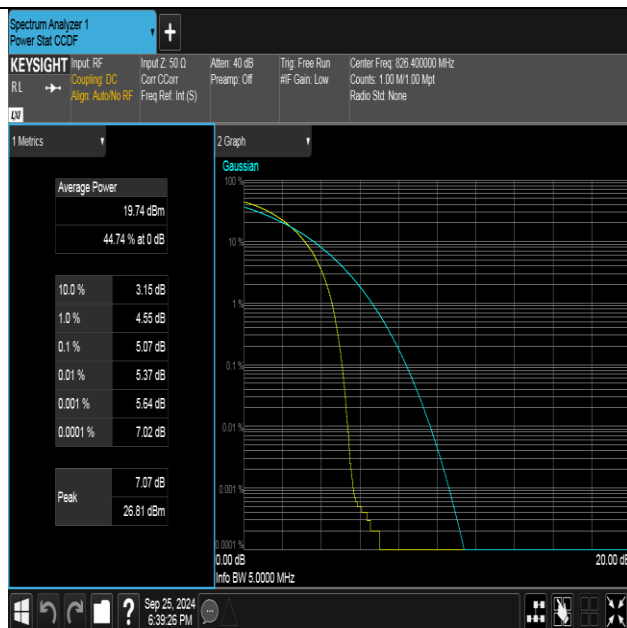 Spectrum Analyzer 1
Power Stat CCDF
+
KEYSIGHT
RL
LXI
Input: RF
Coupling: DC
Align: Auto/No RF
Input Z: 50 Ω
Corr CCorr
Freq Ref: Int (S)
Atten: 40 dB
Preamp: Off
Trig: Free Run
#IF Gain: Low
Center Freq: 826.400000 MHz
Counts: 1.00 M/1.00 Mpt
Radio Std: None
1 Metrics
Average Power
19.74 dBm
44.74 % at 0 dB
10.0 % 3.15 dB
1.0 % 4.55 dB
0.1 % 5.07 dB
0.01 % 5.37 dB
0.001 % 5.64 dB
0.0001 % 7.02 dB
Peak
7.07 dB
26.81 dBm
2 Graph
Gaussian
100 %
10 %
1 %
0.1 %
0.01 %
0.001 %
0.0001 %
0.00 dB
20.00 dB
Info BW 5.0000 MHz
?
Sep 25, 2024
6:39:26 PM